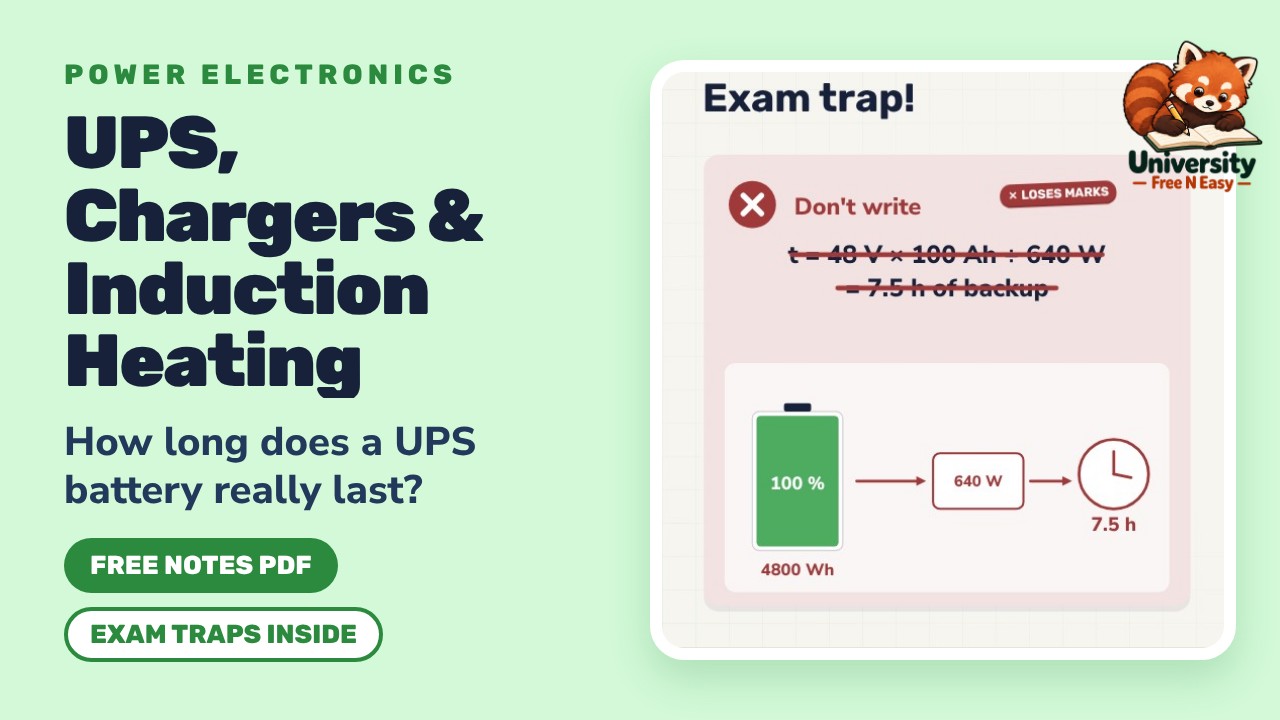 POWER ELECTRONICS
UPS,
Chargers &
Induction
Heating
How long does a UPS
battery really last?
FREE NOTES PDF
EXAM TRAPS INSIDE
Exam trap!
Don't write
× LOSES MARKS
t = 48 V × 100 Ah ÷ 640 W
= 7.5 h of backup
100 %
640 W
7.5 h
4800 Wh
University
Free N Easy